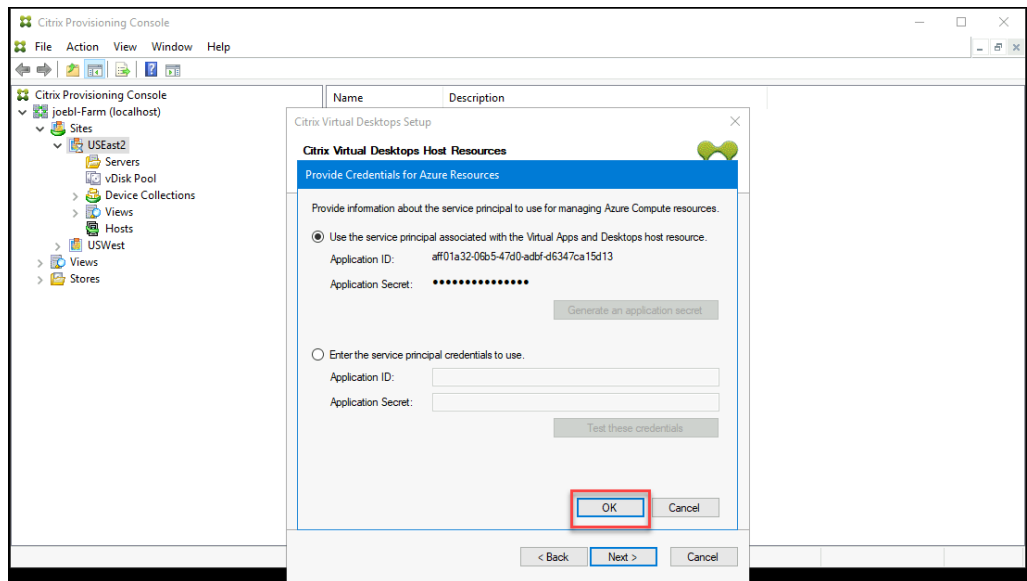 Citrix Provisioning Console
File Action View Window Help
Citrix Provisioning Console
joebl-Farm (localhost)
Sites
USEast2
Servers
vDisk Pool
Device Collections
Views
Hosts
USWest
Views
Stores
Name Description
Citrix Virtual Desktops Setup
Citrix Virtual Desktops Host Resources
Provide Credentials for Azure Resources
Provide information about the service principal to use for managing Azure Compute resources.
Use the service principal associated with the Virtual Apps and Desktops host resource.
Application ID: aff01a32-06b5-47d0-adbf-d6347ca15d13
Application Secret: •••••••••••••••
Generate an application secret
Enter the service principal credentials to use.
Application ID:
Application Secret:
Test these credentials
OK Cancel
< Back Next > Cancel